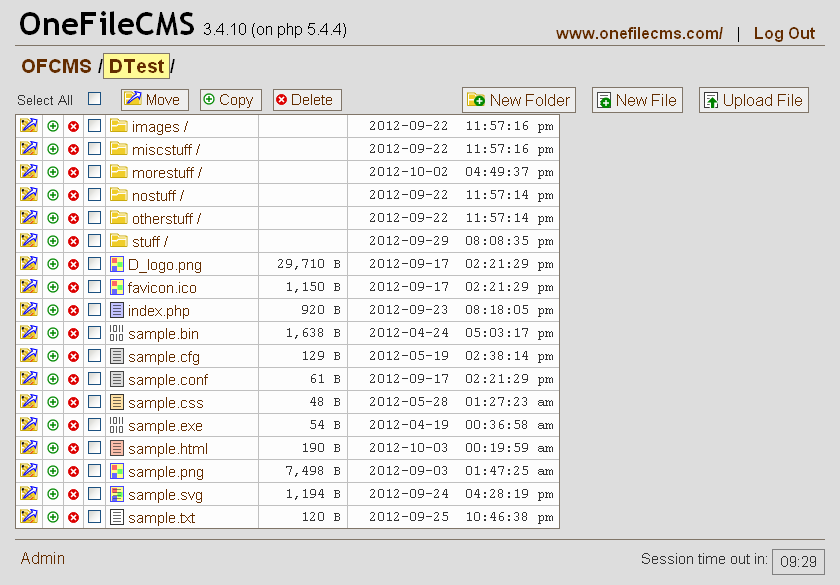 OneFileCMS 3.4.10 (on php 5.4.4) www.onefilecms.com/ | Log Out
OFCMS /DTest/
Select All Move Copy Delete New Folder New File Upload File
images / 2012-09-22 11:57:16 pm
miscstuff / 2012-09-22 11:57:16 pm
morestuff / 2012-10-02 04:49:37 pm
nostuff / 2012-09-22 11:57:14 pm
otherstuff / 2012-09-22 11:57:14 pm
stuff / 2012-09-29 08:08:35 pm
D_logo.png 29,710 B 2012-09-17 02:21:29 pm
favicon.ico 1,150 B 2012-09-17 02:21:29 pm
index.php 920 B 2012-09-23 08:18:05 pm
sample.bin 1,638 B 2012-04-24 05:03:17 pm
sample.cfg 129 B 2012-05-19 02:38:14 pm
sample.conf 61 B 2012-09-17 02:21:29 pm
sample.css 48 B 2012-05-28 01:27:23 am
sample.exe 54 B 2012-04-19 00:36:58 am
sample.html 190 B 2012-10-03 00:19:59 am
sample.png 7,498 B 2012-09-03 01:47:25 am
sample.svg 1,194 B 2012-09-24 04:28:19 pm
sample.txt 120 B 2012-09-25 10:46:38 pm
Admin Session time out in: 09:29